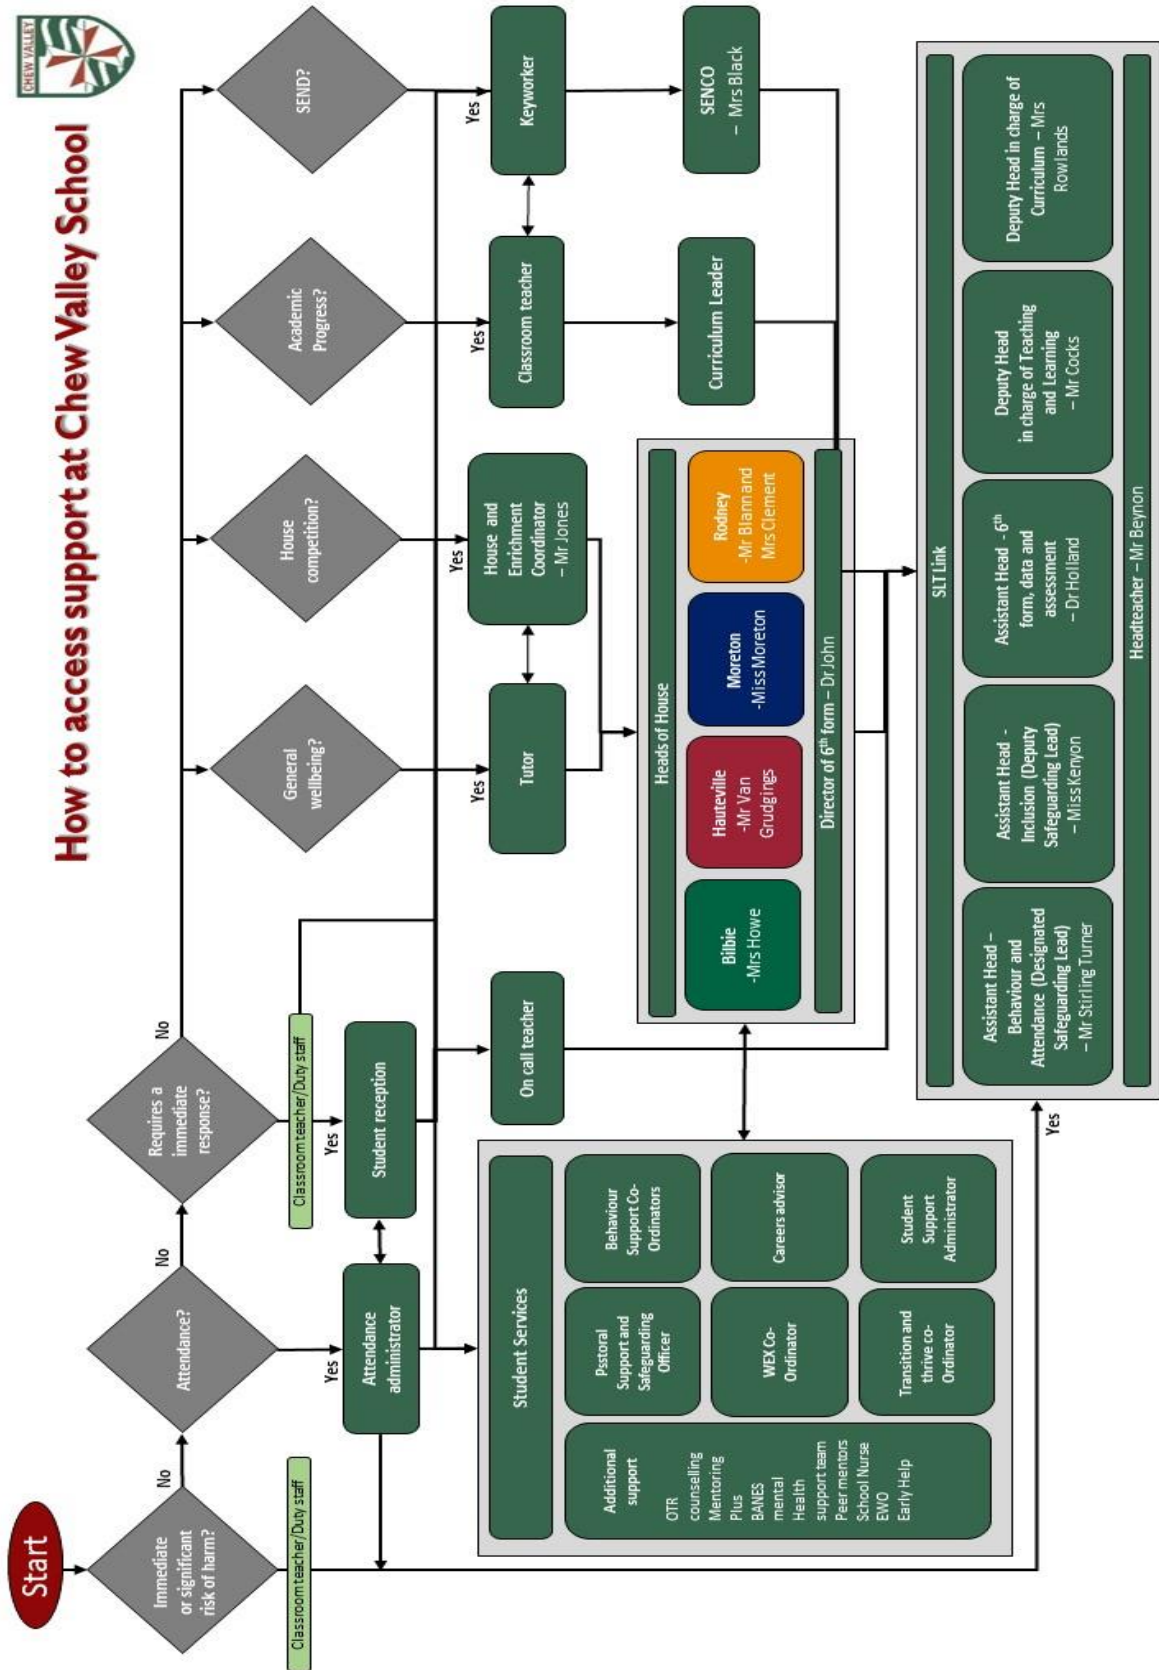 CHEW VALLEY
How to access support at Chew Valley School
Start
Immediate
or significant
risk of harm?
No
Attendance?
No
Requires a
immediate
response?
No
General
wellbeing?
House
competition?
Academic
Progress?
SEND?
Classroom teacher/Duty staff
Classroom teacher/Duty staff
Yes
Attendance
administrator
Yes
Student reception
On call teacher
Yes
Tutor
Yes
House and
Enrichment
Coordinator
– Mr Jones
Yes
Classroom teacher
Yes
Keyworker
Curriculum Leader
SENCO
– Mrs Black
Student Services
Additional
support
OTR
counselling
Mentoring
Plus
BANES
mental
Health
support team
Peer mentors
School Nurse
EWO
Early Help
Psstoral
Support and
Safeguarding
Officer
Behaviour
Support Co-
Ordinators
WEX Co-
Ordinator
Careers advisor
Transition and
thrive co-
Ordinator
Student
Support
Administrator
Heads of House
Bilbie
-Mrs Howe
Hauteville
-Mr Van
Grudgings
Moreton
-Miss Moreton
Rodney
-Mr Blann and
Mrs Clement
Director of 6th form – Dr John
Yes
SLT Link
Assistant Head –
Behaviour and
Attendance (Designated
Safeguarding Lead)
– Mr Stirling Turner
Assistant Head -
Inclusion (Deputy
Safeguarding Lead)
– Miss Kenyon
Assistant Head - 6th
form, data and
assessment
– Dr Holland
Deputy Head
in charge of Teaching
and Learning
– Mr Cocks
Deputy Head in charge of
Curriculum – Mrs
Rowlands
Headteacher – Mr Beynon